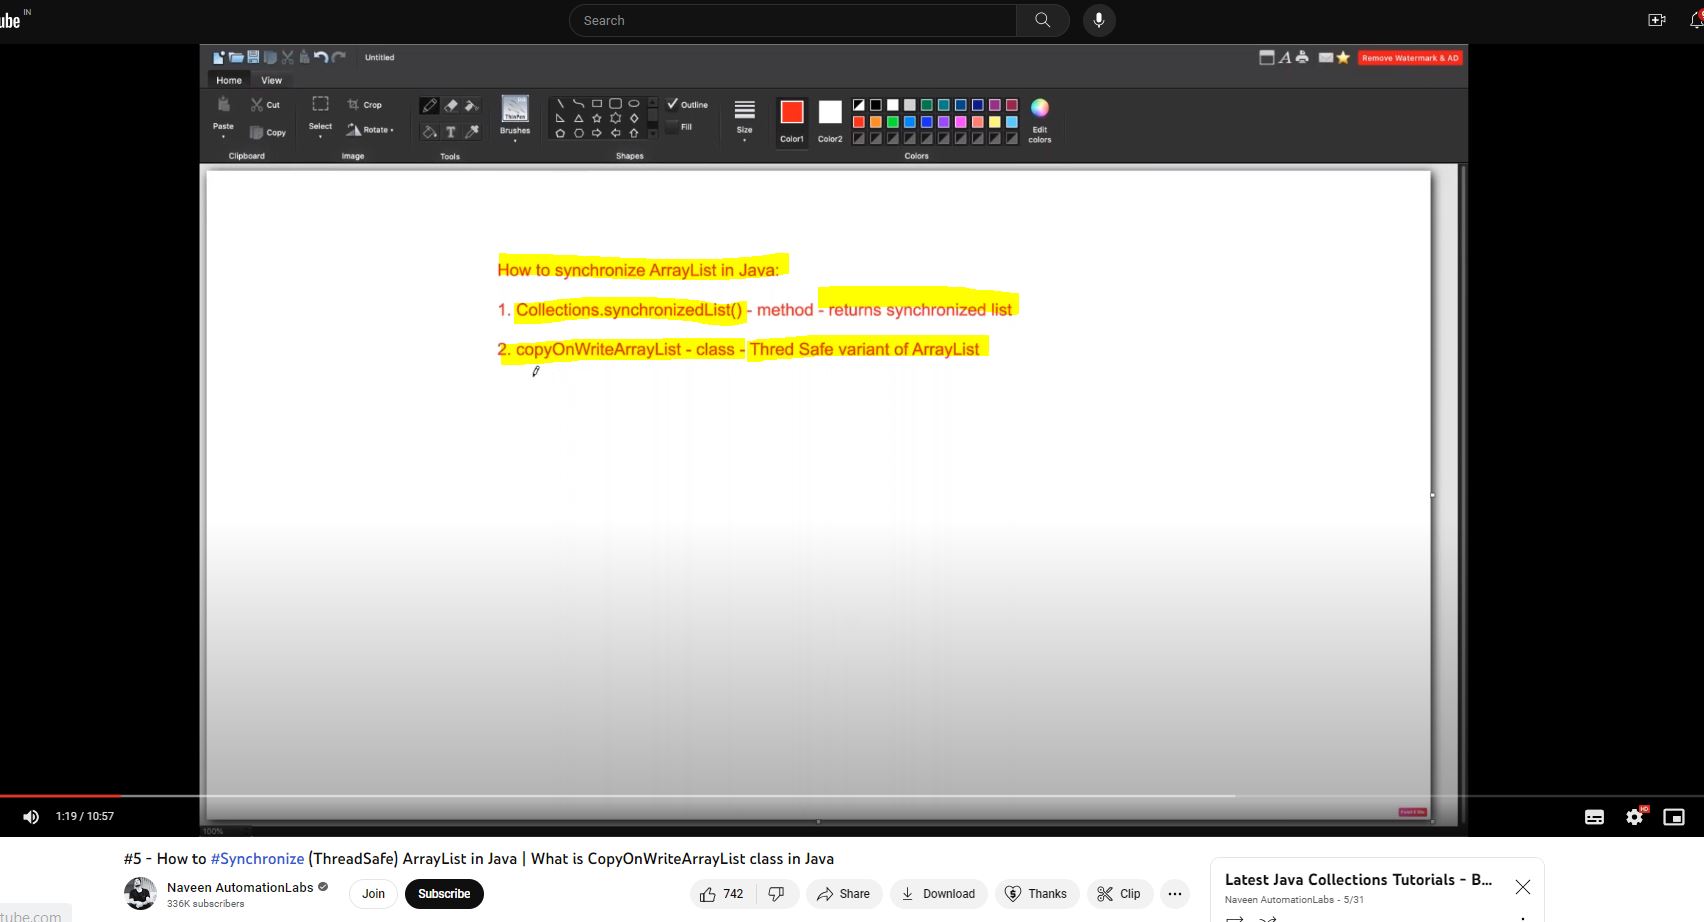 ube IN
Search
Untitled
Remove Watermark & AD
Home View
Paste Cut Copy
Clipboard
Select Crop Rotate
Image
T
Tools
ThinPen
Brushes
Outline
Fill
Shapes
Size
Color1 Color2
Edit colors
Colors
How to synchronize ArrayList in Java:
1. Collections.synchronizedList() - method - returns synchronized list
2. copyOnWriteArrayList - class - Thred Safe variant of ArrayList
1:19 / 10:57
HD
100%
#5 - How to #Synchronize (ThreadSafe) ArrayList in Java | What is CopyOnWriteArrayList class in Java
Naveen AutomationLabs
336K subscribers
Join
Subscribe
742
Share
Download
Thanks
Clip
Latest Java Collections Tutorials - B...
Naveen AutomationLabs - 5/31
tube.com